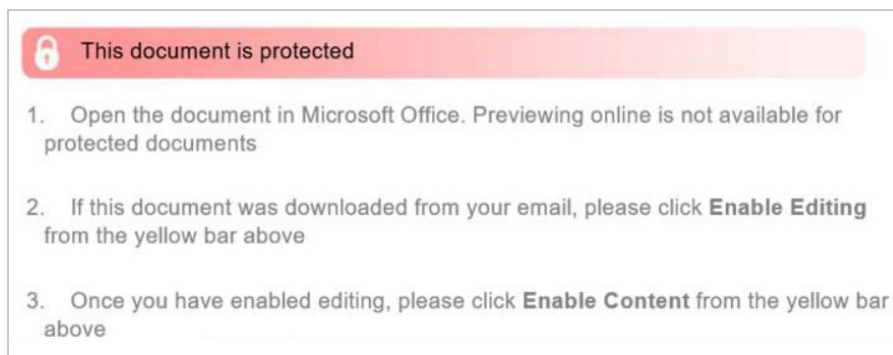 This document is protected
1. Open the document in Microsoft Office. Previewing online is not available for
protected documents
2. If this document was downloaded from your email, please click Enable Editing
from the yellow bar above
3. Once you have enabled editing, please click Enable Content from the yellow bar
above